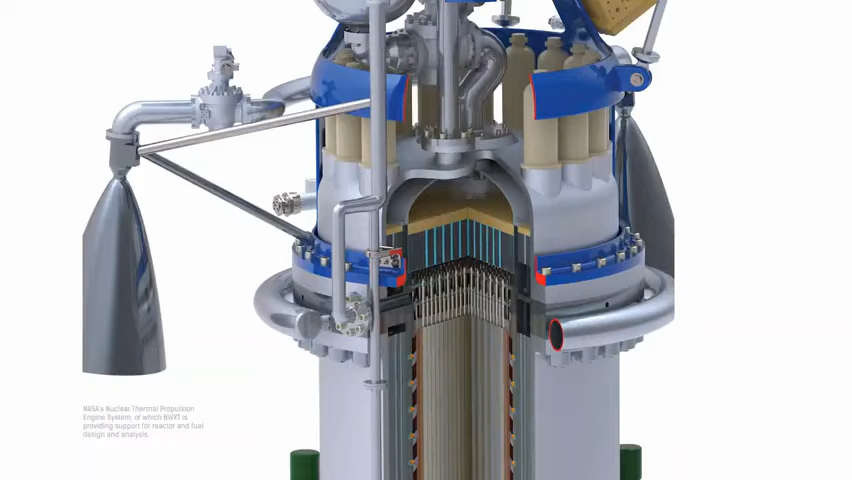 NASA's Nuclear Thermal Propulsion
Engine System, of which BWXT is
providing support for reactor and fuel
design and analysis.